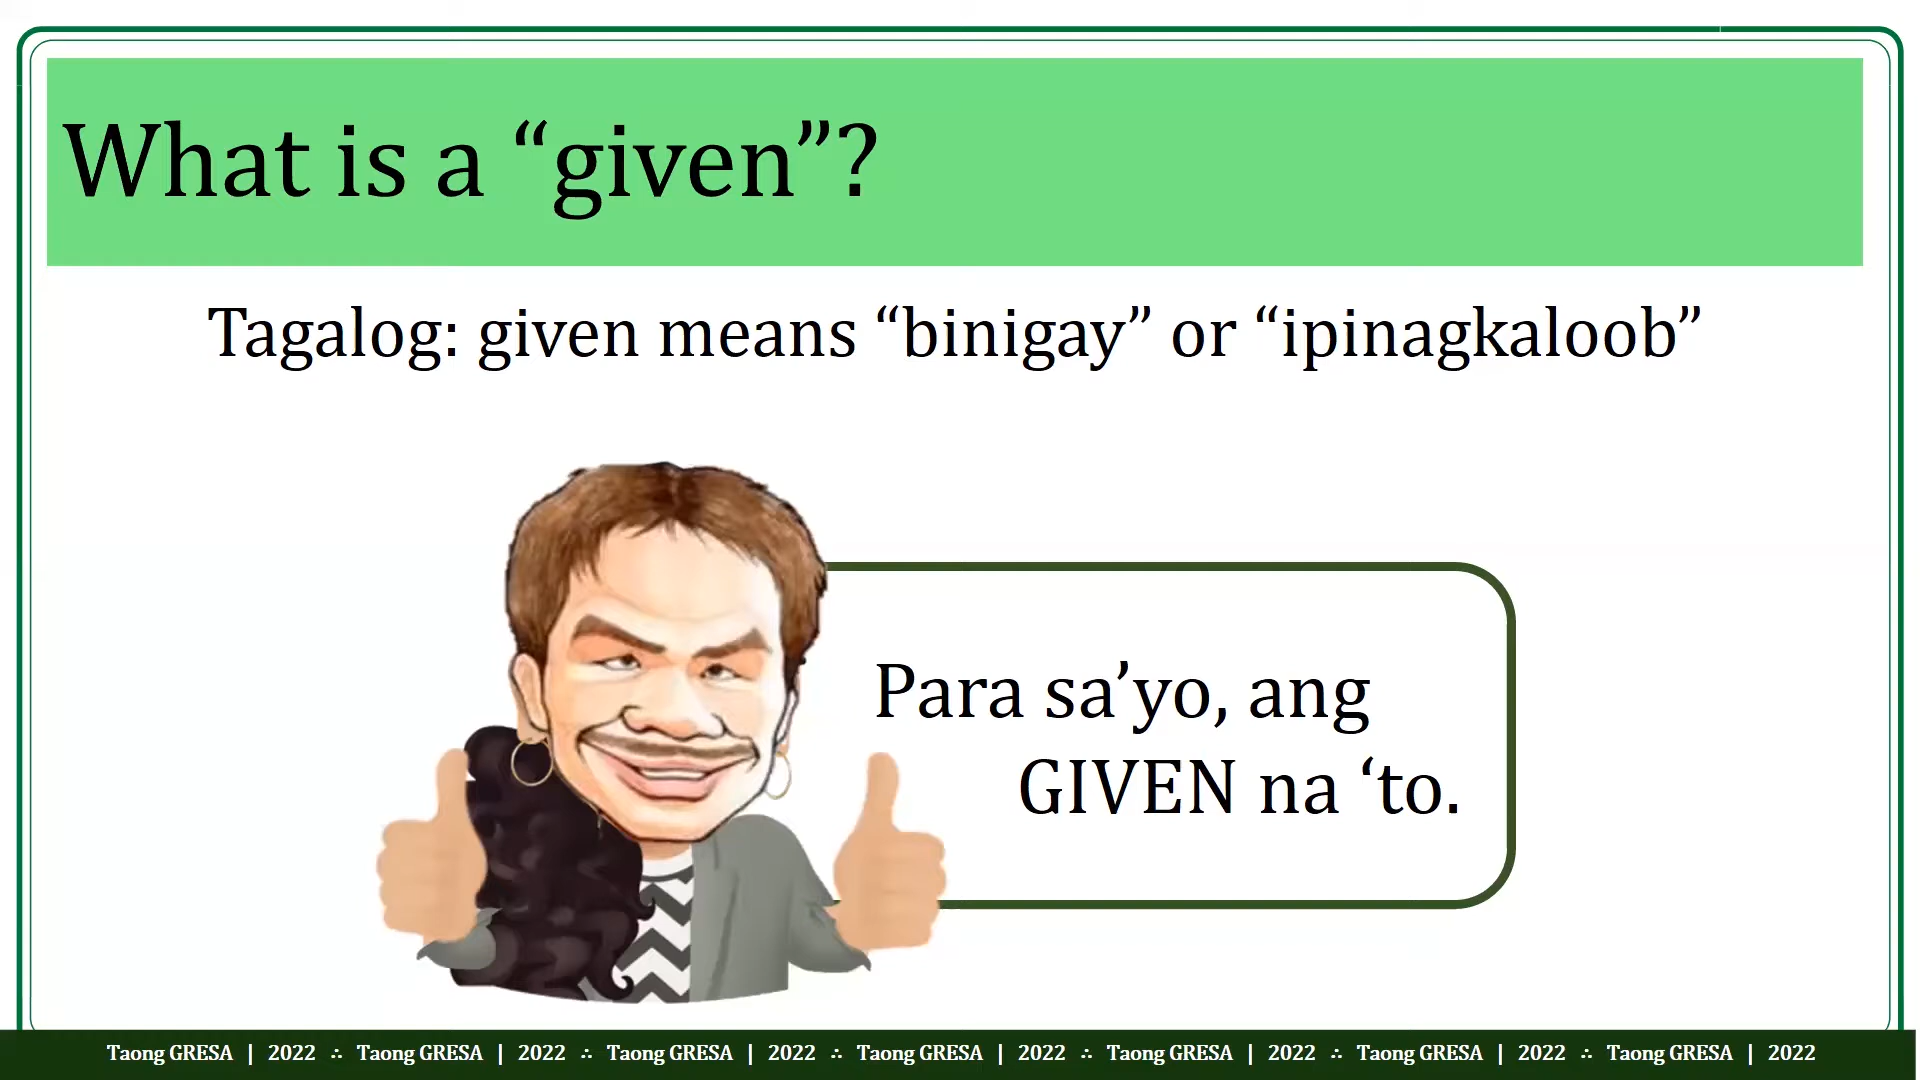 What is a “given”?
Tagalog: given means “binigay” or “ipinagkaloob”
Para sa’yo, ang
GIVEN na ‘to.
Taong GRESA | 2022 ∴ Taong GRESA | 2022 ∴ Taong GRESA | 2022 ∴ Taong GRESA | 2022 ∴ Taong GRESA | 2022 ∴ Taong GRESA | 2022 ∴ Taong GRESA | 2022